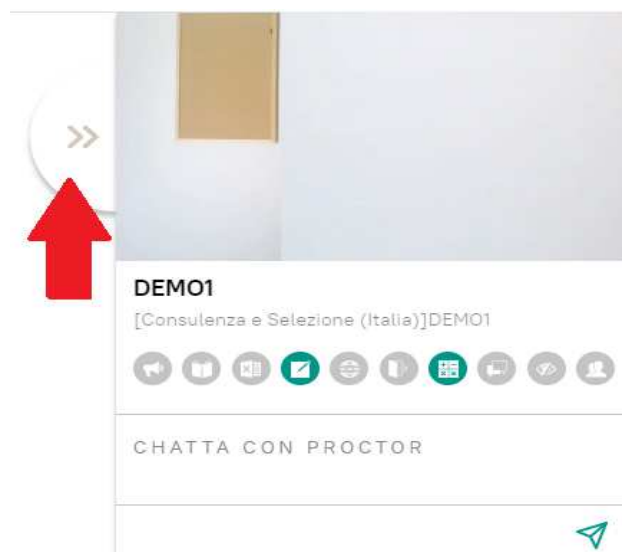 DEMO1
[Consulenza e Selezione (Italia)]DEMO1
CHATTA CON PROCTOR